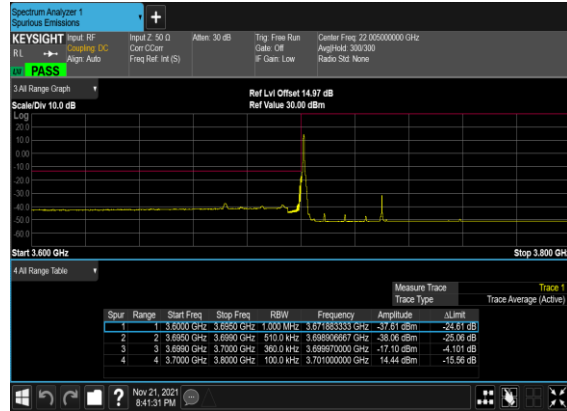 Spectrum Analyzer 1
Spurious Emissions
+
KEYSIGHT Input: RF Input Z: 50 Ω Atten: 30 dB Trig: Free Run Center Freq: 22.005000000 GHz
RL Coupling: DC Corr CCorr Gate: Off Avg|Hold: 300/300
Align: Auto Freq Ref: Int (S) IF Gain: Low Radio Std: None
PASS
3 All Range Graph
Ref Lvl Offset 14.97 dB
Scale/Div 10.0 dB Ref Value 30.00 dBm
Log
20.0
10.0
0.00
-10.0
-20.0
-30.0
-40.0
-50.0
-60.0
Start 3.600 GHz Stop 3.800 GHz
4 All Range Table
Measure Trace Trace 1
Trace Type Trace Average (Active)
Spur Range Start Freq Stop Freq RBW Frequency Amplitude ΔLimit
1 1 3.6000 GHz 3.6950 GHz 1.000 MHz 3.671883333 GHz -37.61 dBm -24.61 dB
2 2 3.6950 GHz 3.6990 GHz 510.0 kHz 3.698906667 GHz -38.06 dBm -25.06 dB
3 3 3.6990 GHz 3.7000 GHz 360.0 kHz 3.699970000 GHz -17.10 dBm -4.101 dB
4 4 3.7000 GHz 3.8000 GHz 100.0 kHz 3.701000000 GHz 14.44 dBm -15.56 dB
? Nov 21, 2021
8:41:31 PM